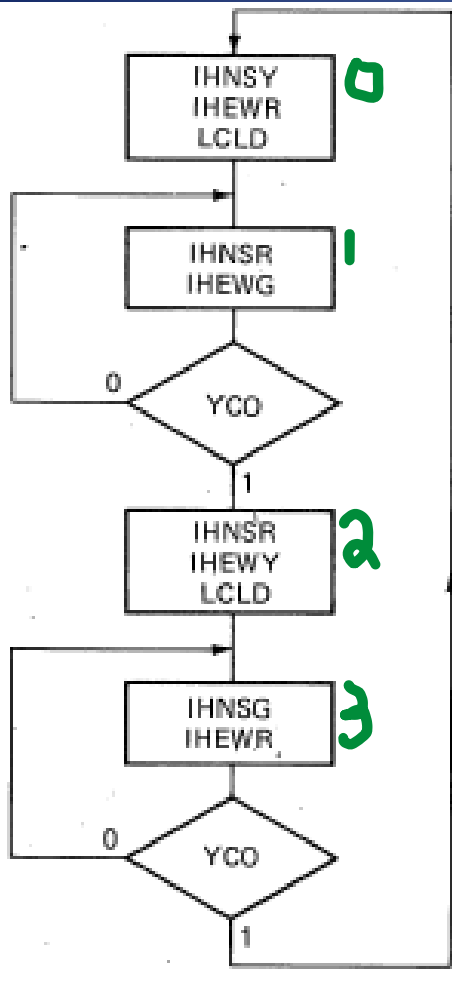 IHNSY
IHEWR
LCLD
0
IHNSR
IHEWG
1
0
YCO
1
IHNSR
IHEWY
LCLD
2
IHNSG
IHEWR
3
0
YCO
1